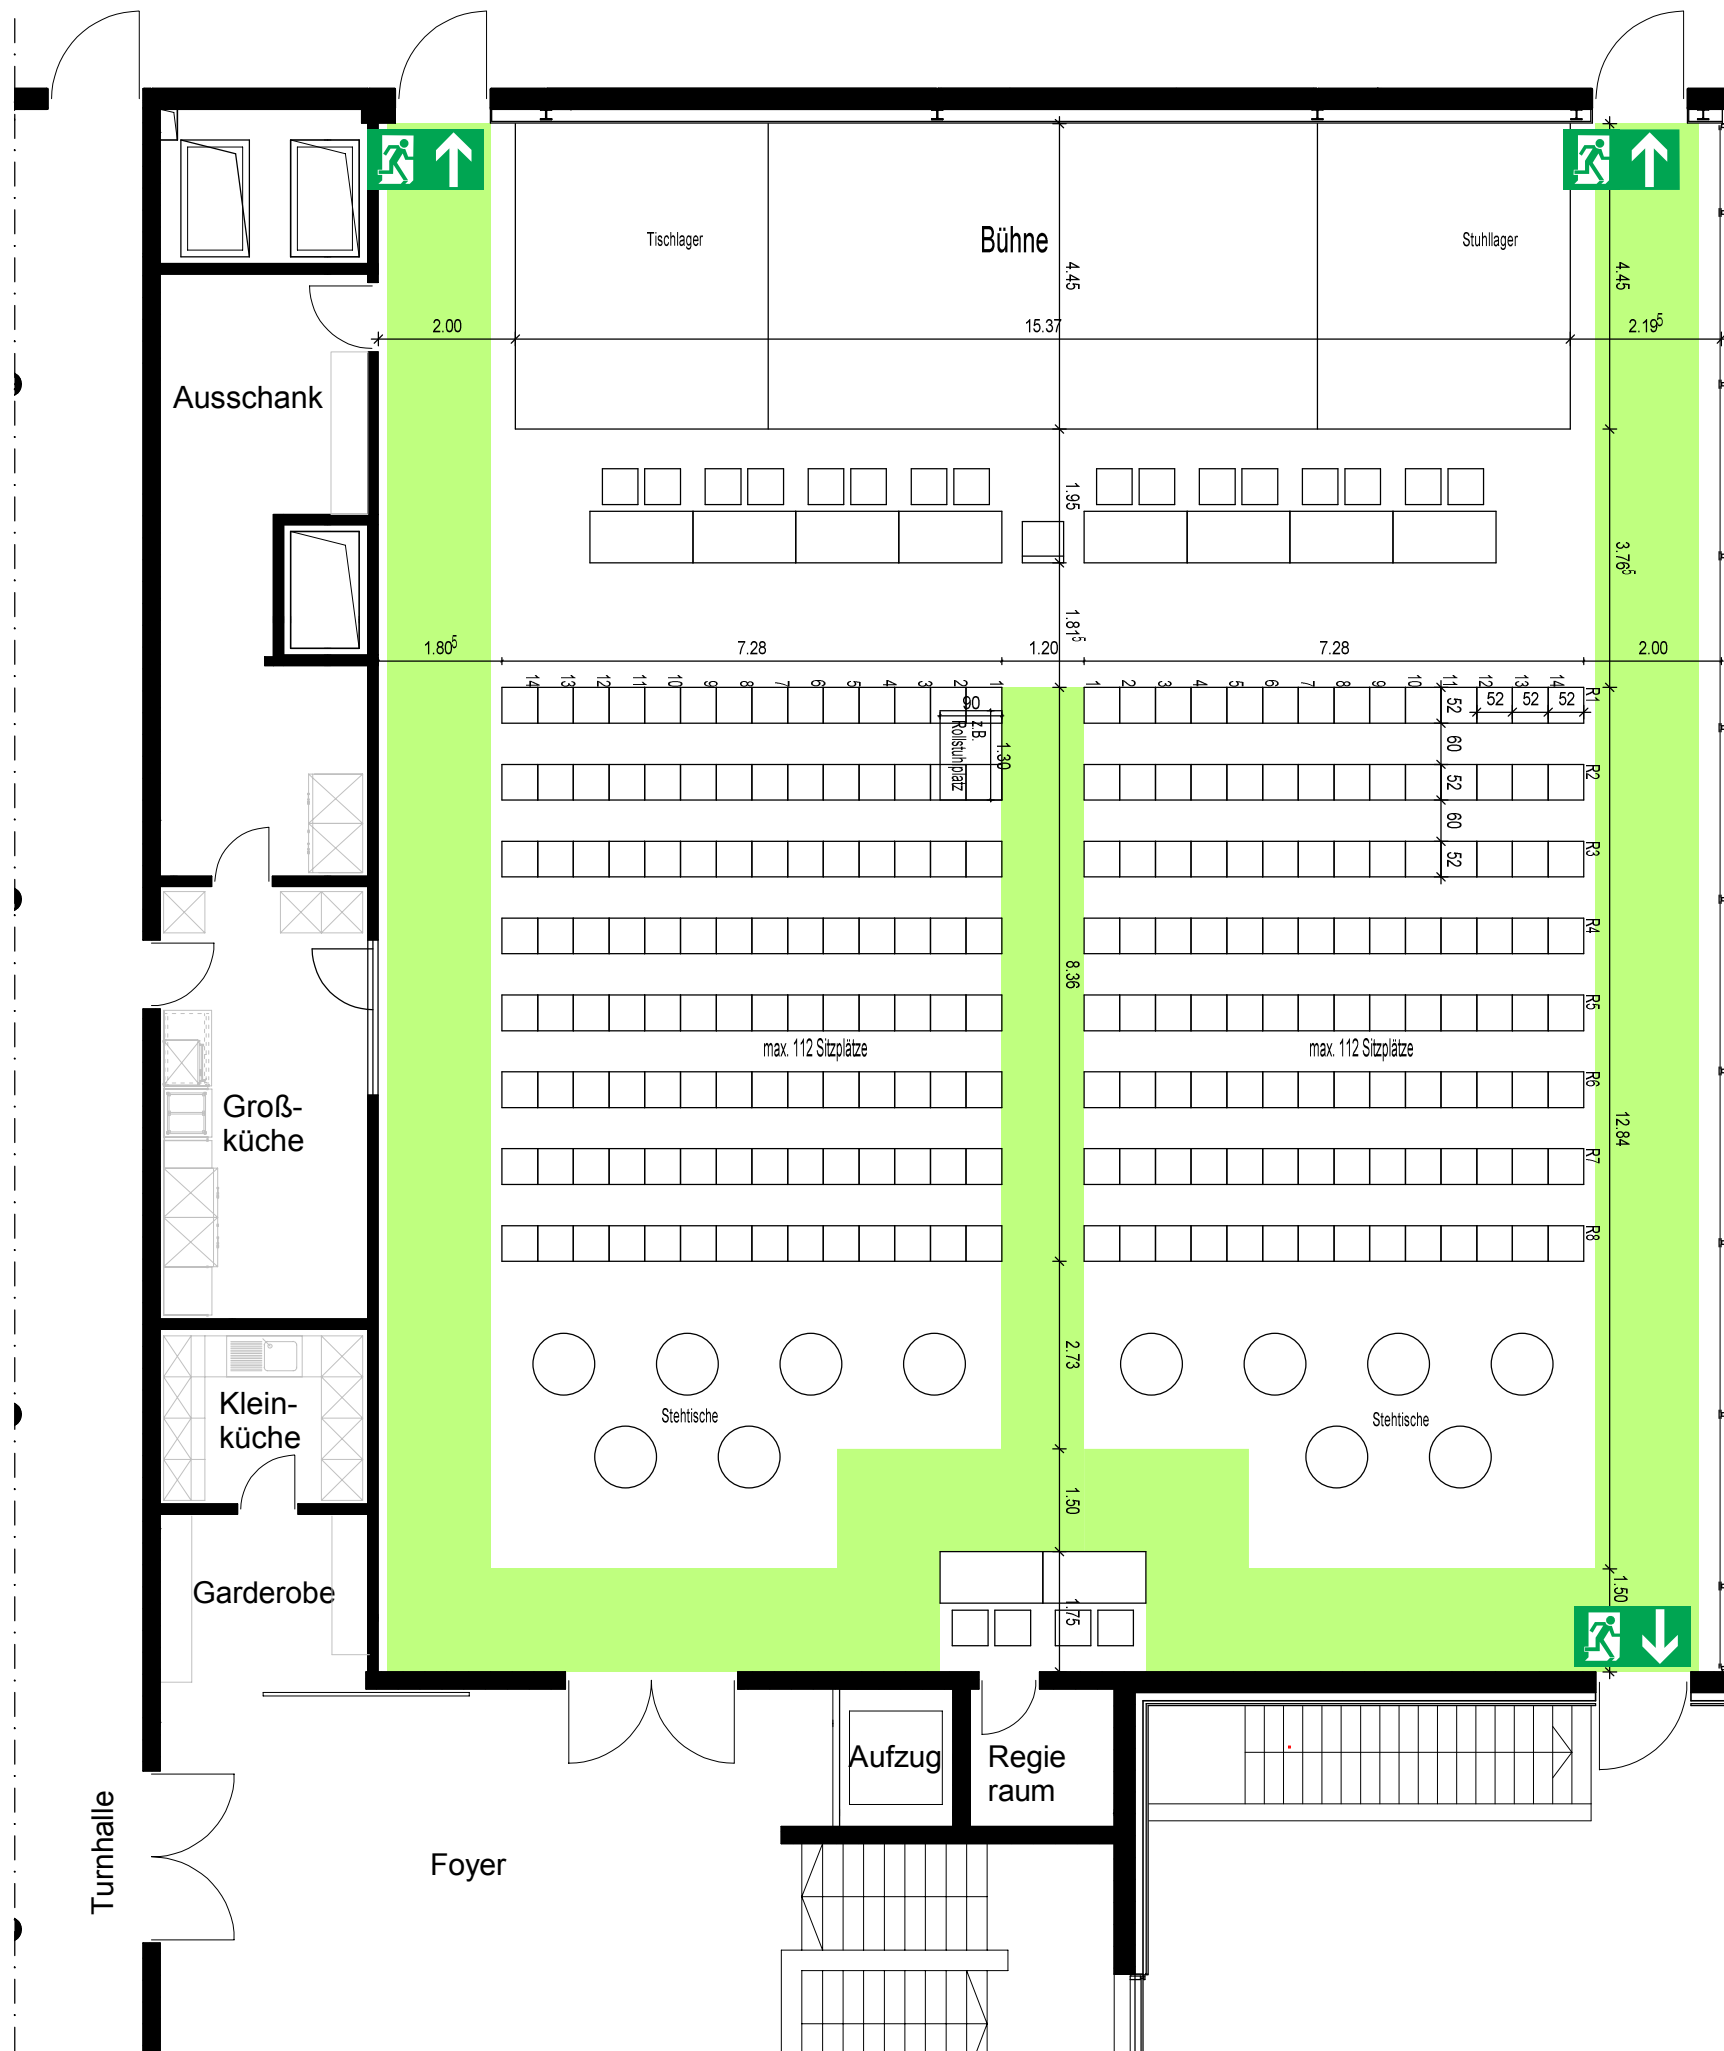 Tischlager
Bühne
Stuhllager
4.45
4.45
2.00
15.37
2.19⁵
Ausschank
1.95
3.76⁵
1.81⁵
1.80⁵
7.28
1.20
7.28
2.00
14 13 12 11 10 9 8 7 6 5 4 3 2 1
1 2 3 4 5 6 7 8 9 10 11 12 13 14
R1
90
52 52 52 52
z.B.
Rollstuhlplatz
1.30
60
R2
52
60
R3
52
R4
8.36
R5
max. 112 Sitzplätze
max. 112 Sitzplätze
R6
Groß-
küche
12.84
R7
R8
2.73
Klein-
küche
Stehtische
Stehtische
1.50
Garderobe
1.50
1.75
Aufzug
Regie
raum
Turnhalle
Foyer